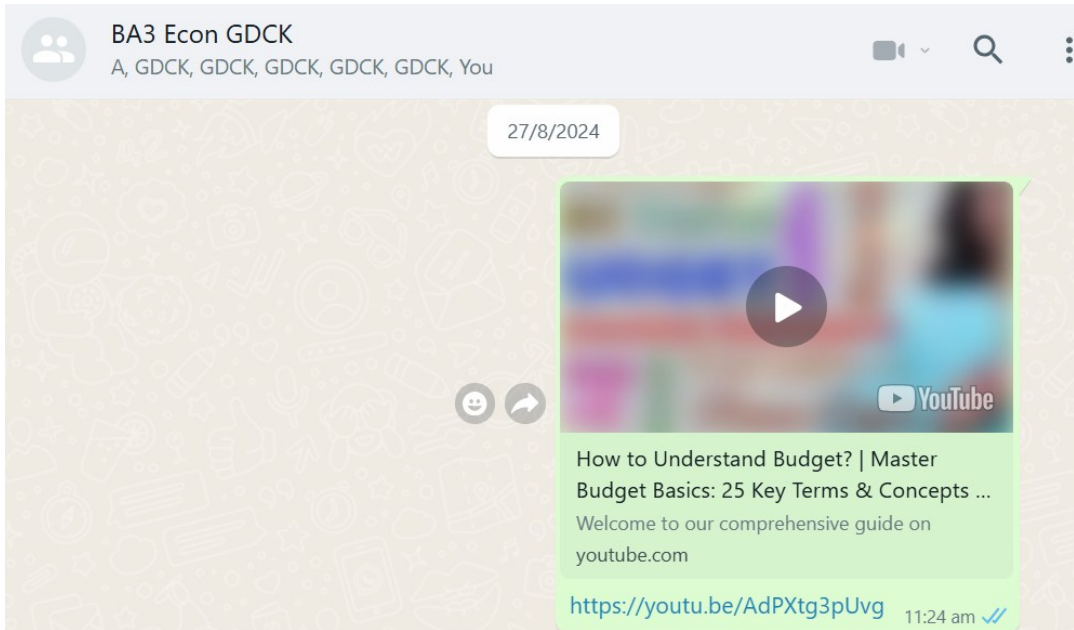 BA3 Econ GDCK
A, GDCK, GDCK, GDCK, GDCK, GDCK, You
27/8/2024
YouTube
How to Understand Budget? | Master
Budget Basics: 25 Key Terms & Concepts ...
Welcome to our comprehensive guide on
youtube.com
https://youtu.be/AdPXtg3pUvg
11:24 am